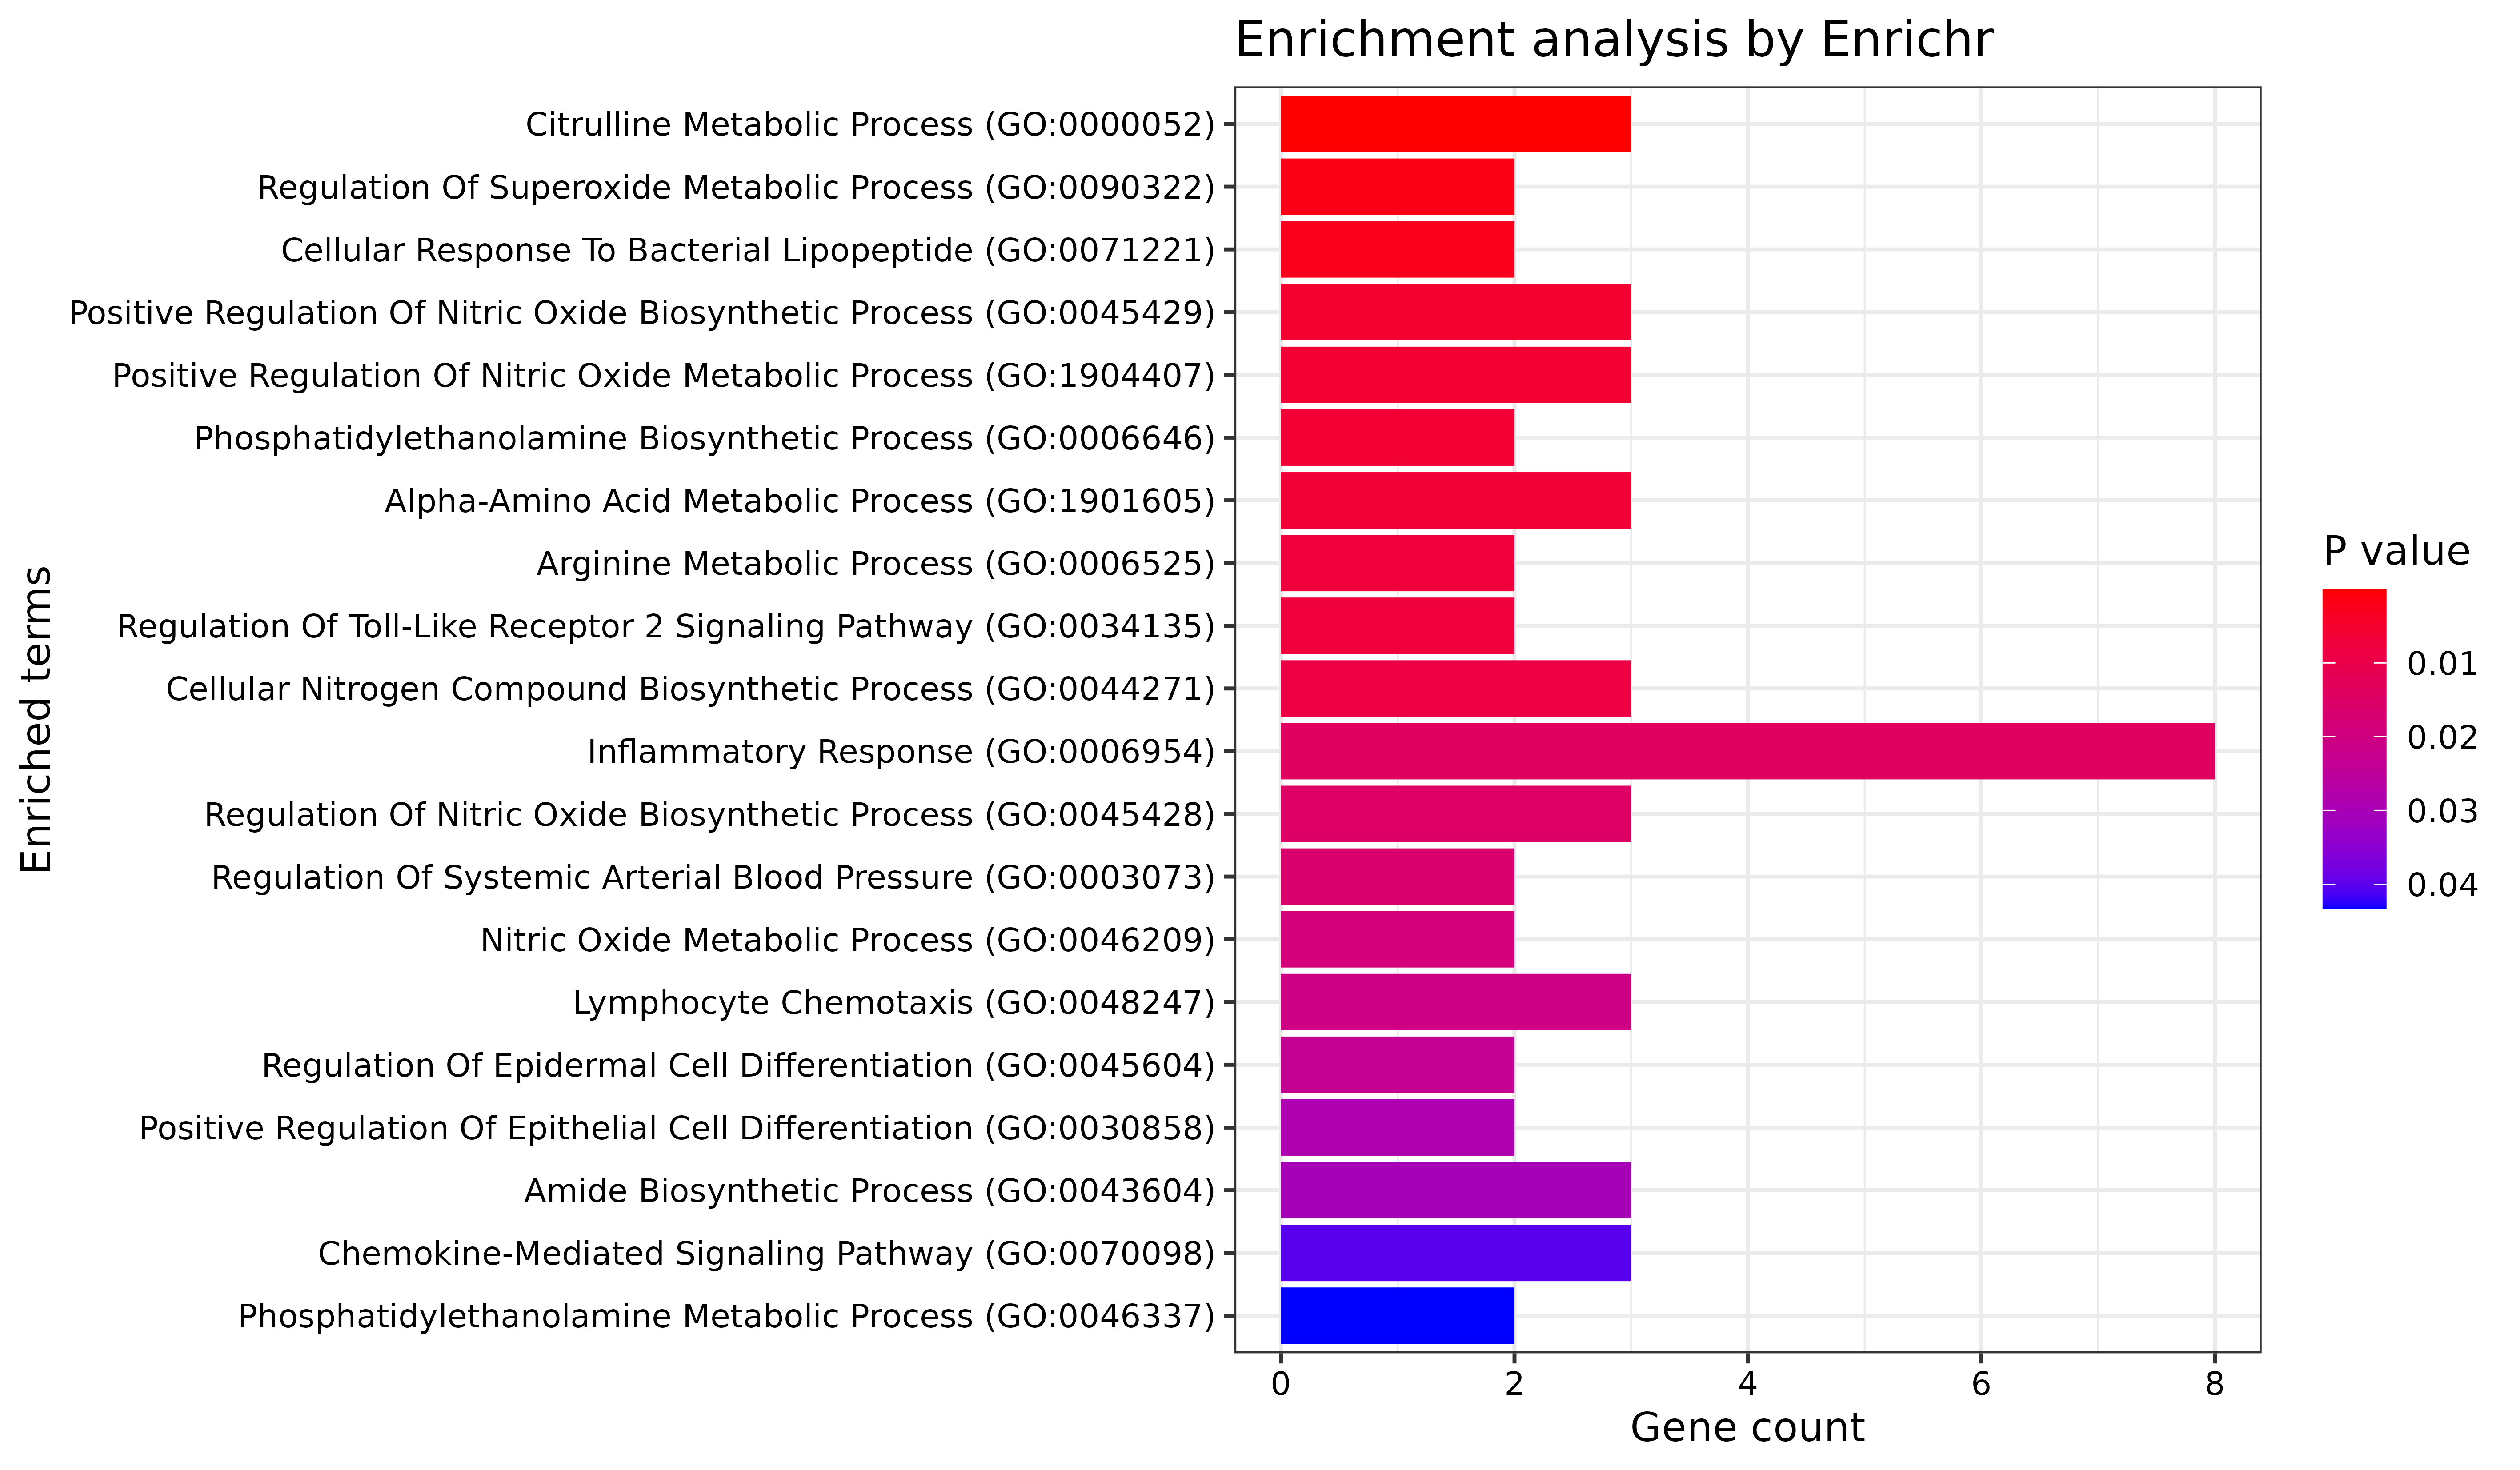 Enrichment analysis by Enrichr
Enriched terms
Citrulline Metabolic Process (GO:0000052)
Regulation Of Superoxide Metabolic Process (GO:0090322)
Cellular Response To Bacterial Lipopeptide (GO:0071221)
Positive Regulation Of Nitric Oxide Biosynthetic Process (GO:0045429)
Positive Regulation Of Nitric Oxide Metabolic Process (GO:1904407)
Phosphatidylethanolamine Biosynthetic Process (GO:0006646)
Alpha-Amino Acid Metabolic Process (GO:1901605)
Arginine Metabolic Process (GO:0006525)
Regulation Of Toll-Like Receptor 2 Signaling Pathway (GO:0034135)
Cellular Nitrogen Compound Biosynthetic Process (GO:0044271)
Inflammatory Response (GO:0006954)
Regulation Of Nitric Oxide Biosynthetic Process (GO:0045428)
Regulation Of Systemic Arterial Blood Pressure (GO:0003073)
Nitric Oxide Metabolic Process (GO:0046209)
Lymphocyte Chemotaxis (GO:0048247)
Regulation Of Epidermal Cell Differentiation (GO:0045604)
Positive Regulation Of Epithelial Cell Differentiation (GO:0030858)
Amide Biosynthetic Process (GO:0043604)
Chemokine-Mediated Signaling Pathway (GO:0070098)
Phosphatidylethanolamine Metabolic Process (GO:0046337)
0 2 4 6 8
Gene count
P value
0.01
0.02
0.03
0.04